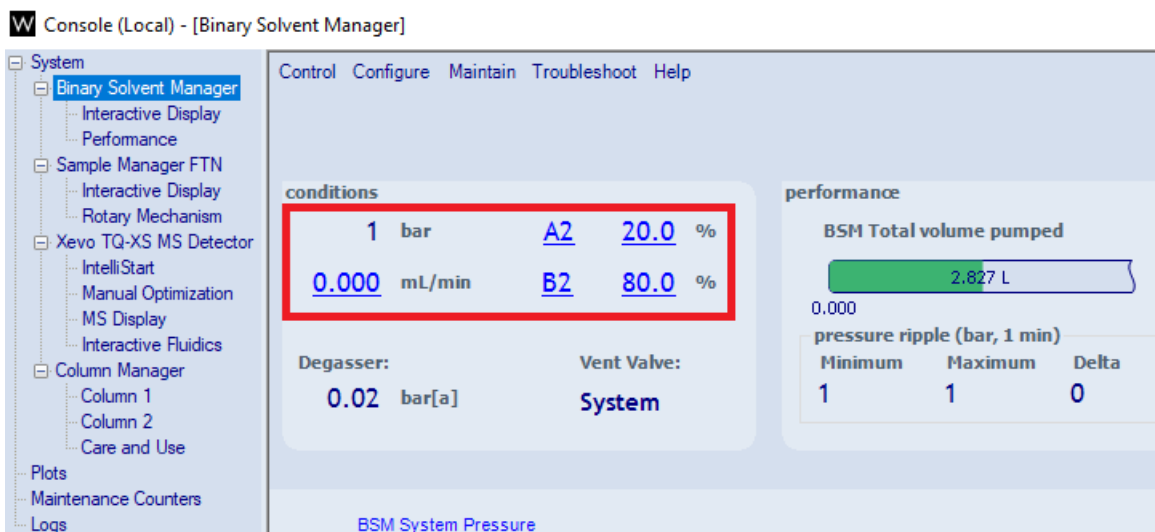 W Console (Local) - [Binary Solvent Manager]
System
Binary Solvent Manager
Interactive Display
Performance
Sample Manager FTN
Interactive Display
Rotary Mechanism
Xevo TQ-XS MS Detector
IntelliStart
Manual Optimization
MS Display
Interactive Fluidics
Column Manager
Column 1
Column 2
Care and Use
Plots
Maintenance Counters
Logs
Control Configure Maintain Troubleshoot Help
conditions
1 bar A2 20.0 %
0.000 mL/min B2 80.0 %
Degasser: Vent Valve:
0.02 bar[a] System
performance
BSM Total volume pumped
2.827 L
0.000
pressure ripple (bar, 1 min)
Minimum Maximum Delta
1 1 0
BSM System Pressure